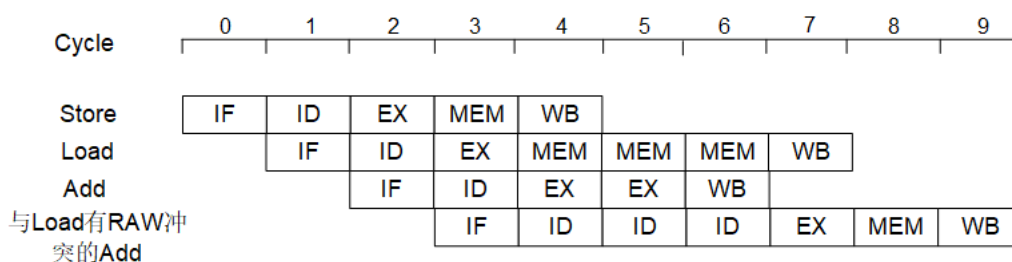 Cycle 0 1 2 3 4 5 6 7 8 9
Store IF ID EX MEM WB
Load IF ID EX MEM MEM MEM WB
Add IF ID EX EX WB
与Load有RAW冲
突的Add IF ID ID ID EX MEM WB